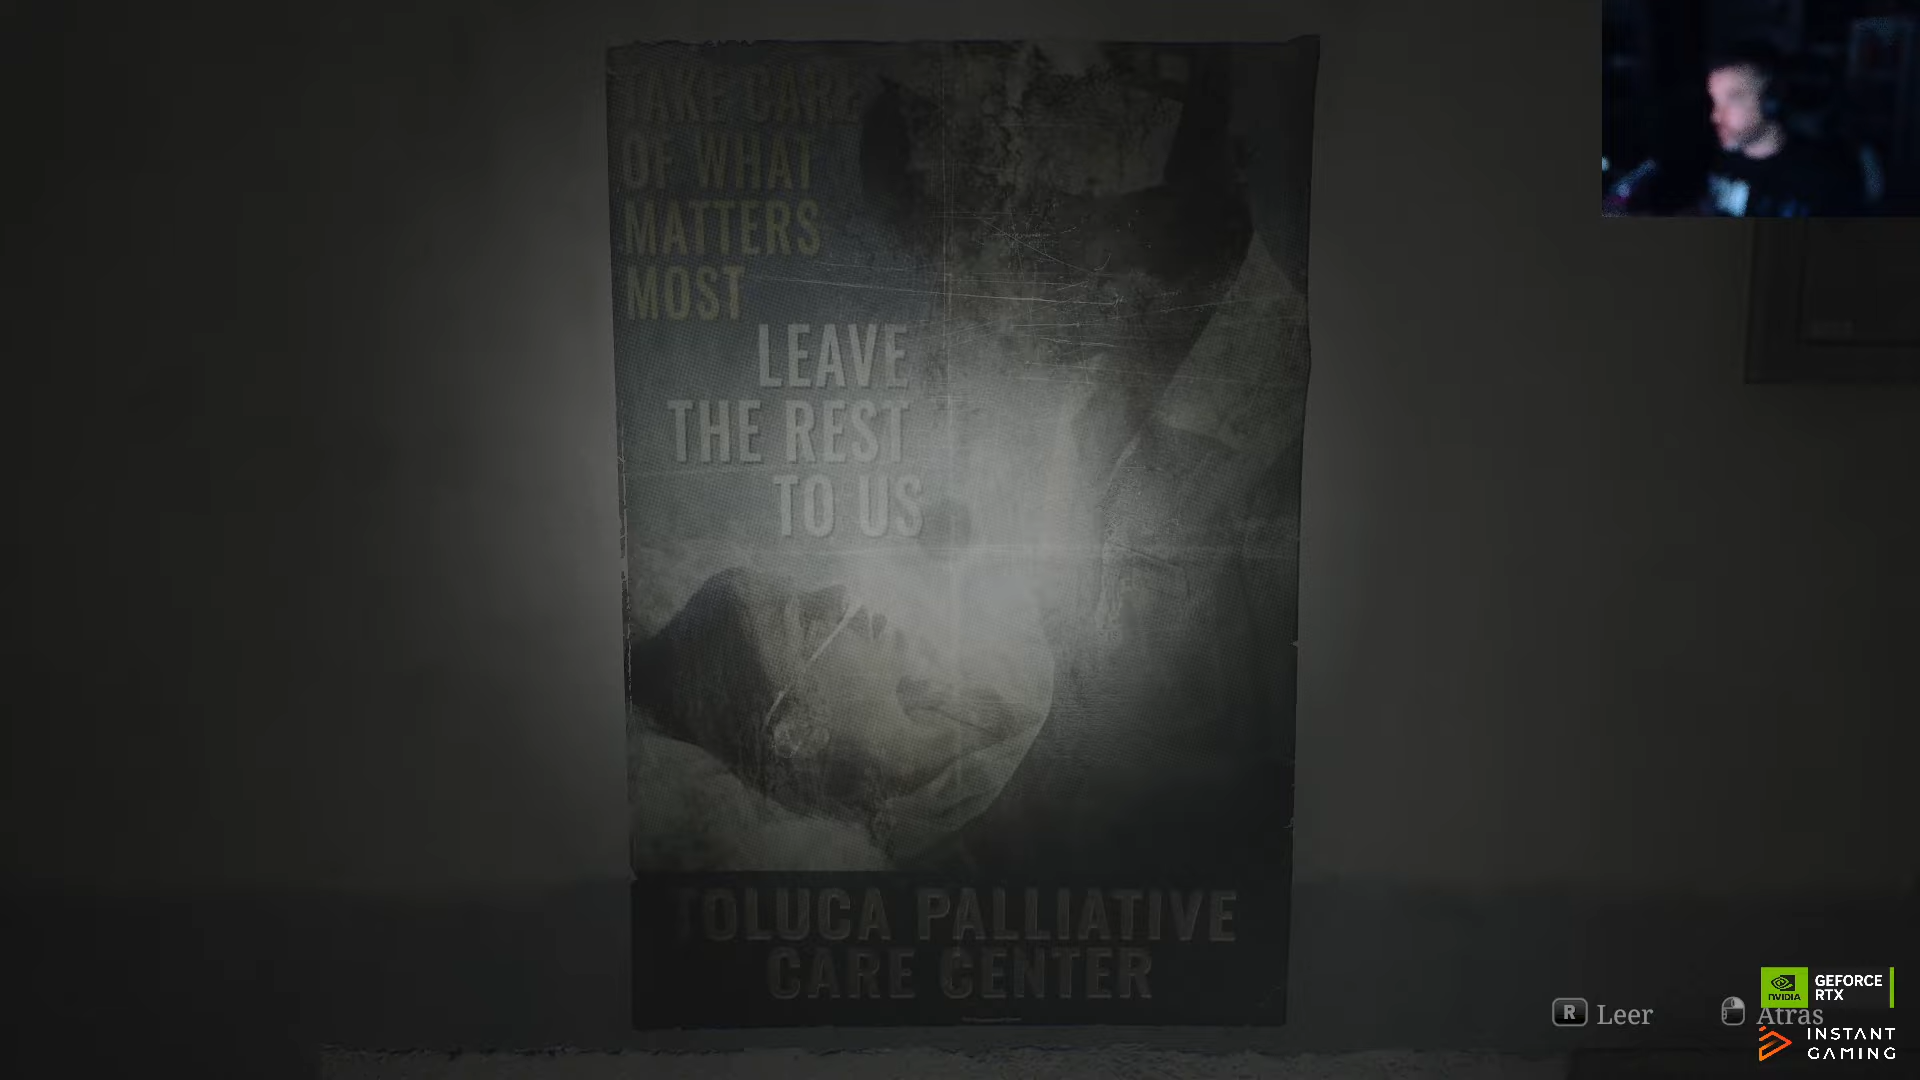 TAKE CARE
OF WHAT
MATTERS
MOST
LEAVE
THE REST
TO US
TOLUCA PALLIATIVE
CARE CENTER
R Leer
Atrás
NVIDIA
GEFORCE
RTX
INSTANT
GAMING